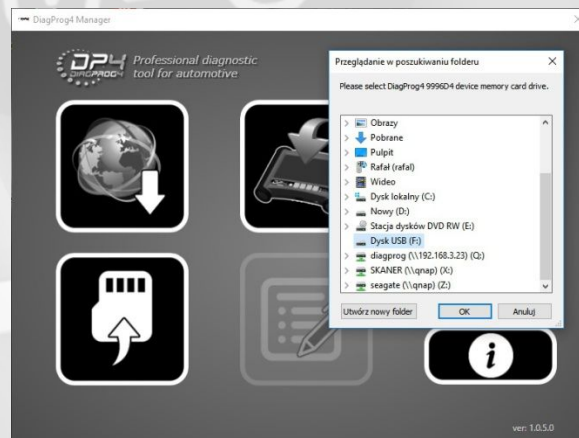 DiagProg4 Manager
DP4
DIAGPROG4
Professional diagnostic
tool for automotive
Przeglądanie w poszukiwaniu folderu
Please select DiagProg4 9996D4 device memory card drive.
Obrazy
Pobrane
Pulpit
Rafał (rafal)
Wideo
Dysk lokalny (C:)
Nowy (D:)
Stacja dysków DVD RW (E:)
Dysk USB (F:)
diagprog (\\192.168.3.23) (Q:)
SKANER (\\qnap) (X:)
seagate (\\qnap) (Z:)
Utwórz nowy folder
OK
Anuluj
i
ver: 1.0.5.0